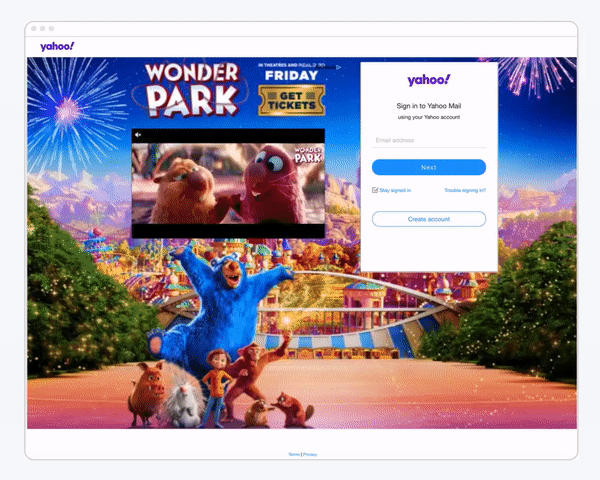 yahoo!
WONDER
PARK
IN THEATRES AND REALD 3D
FRIDAY
GET
TICKETS
WONDER
PARK
yahoo!
Sign in to Yahoo Mail
using your Yahoo account
Email address
Next
Stay signed in
Trouble signing in?
Create account
Terms | Privacy